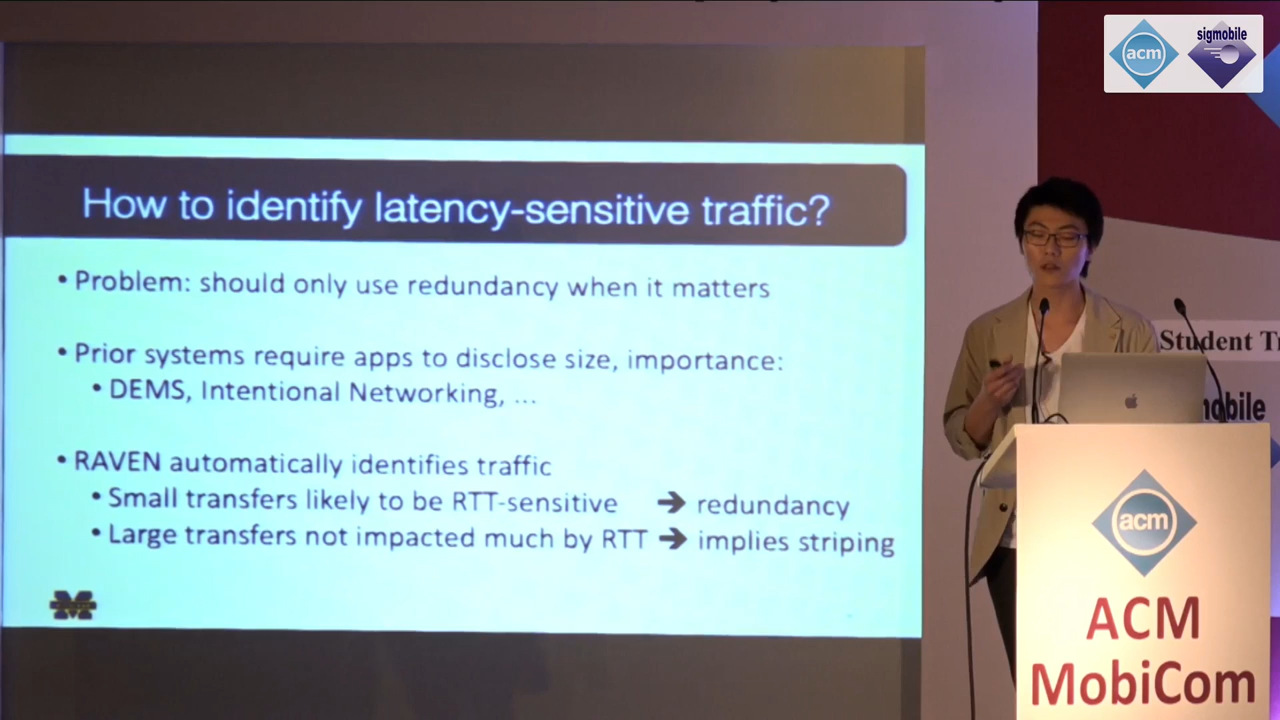 acm
sigmobile
How to identify latency-sensitive traffic?
• Problem: should only use redundancy when it matters
• Prior systems require apps to disclose size, importance:
• DEMS, Intentional Networking, ...
• RAVEN automatically identifies traffic
• Small transfers likely to be RTT-sensitive ➔ redundancy
• Large transfers not impacted much by RTT ➔ implies striping
M
Student Tr
mobile
acm
ACM
MobiCom